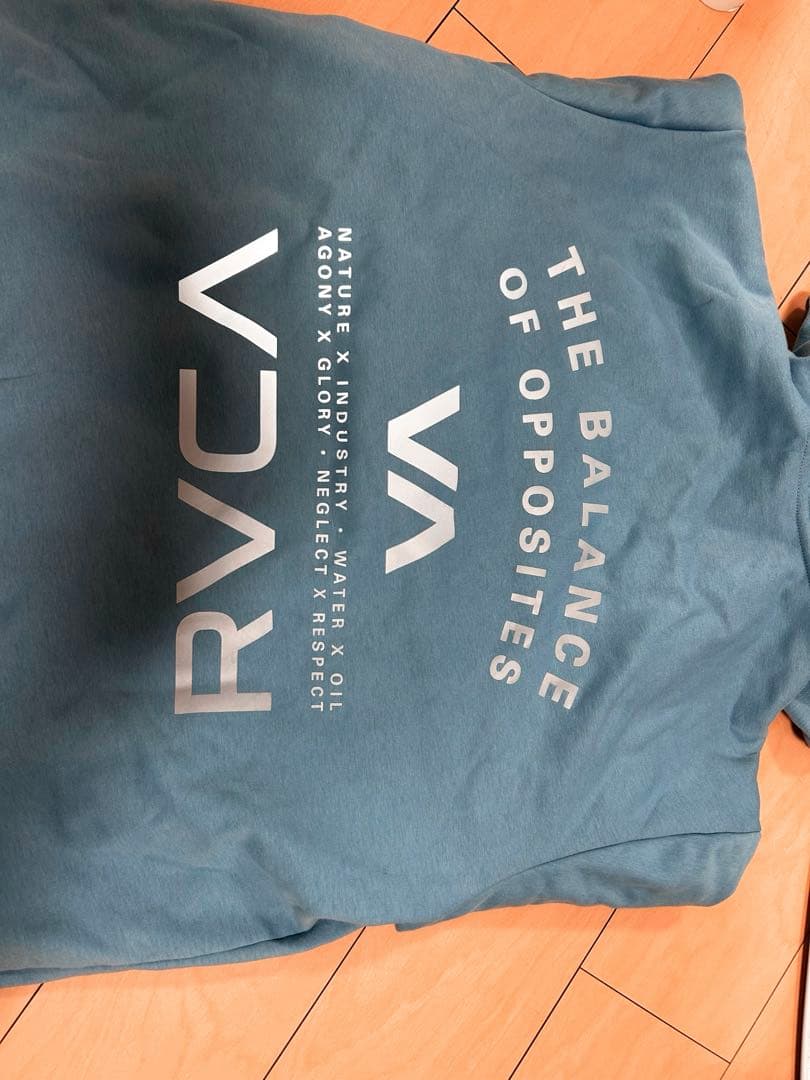 THE BALANCE
OF OPPOSITES
VA
NATURE X INDUSTRY • WATER X OIL
AGONY X GLORY • NEGLECT X RESPECT
RVCA